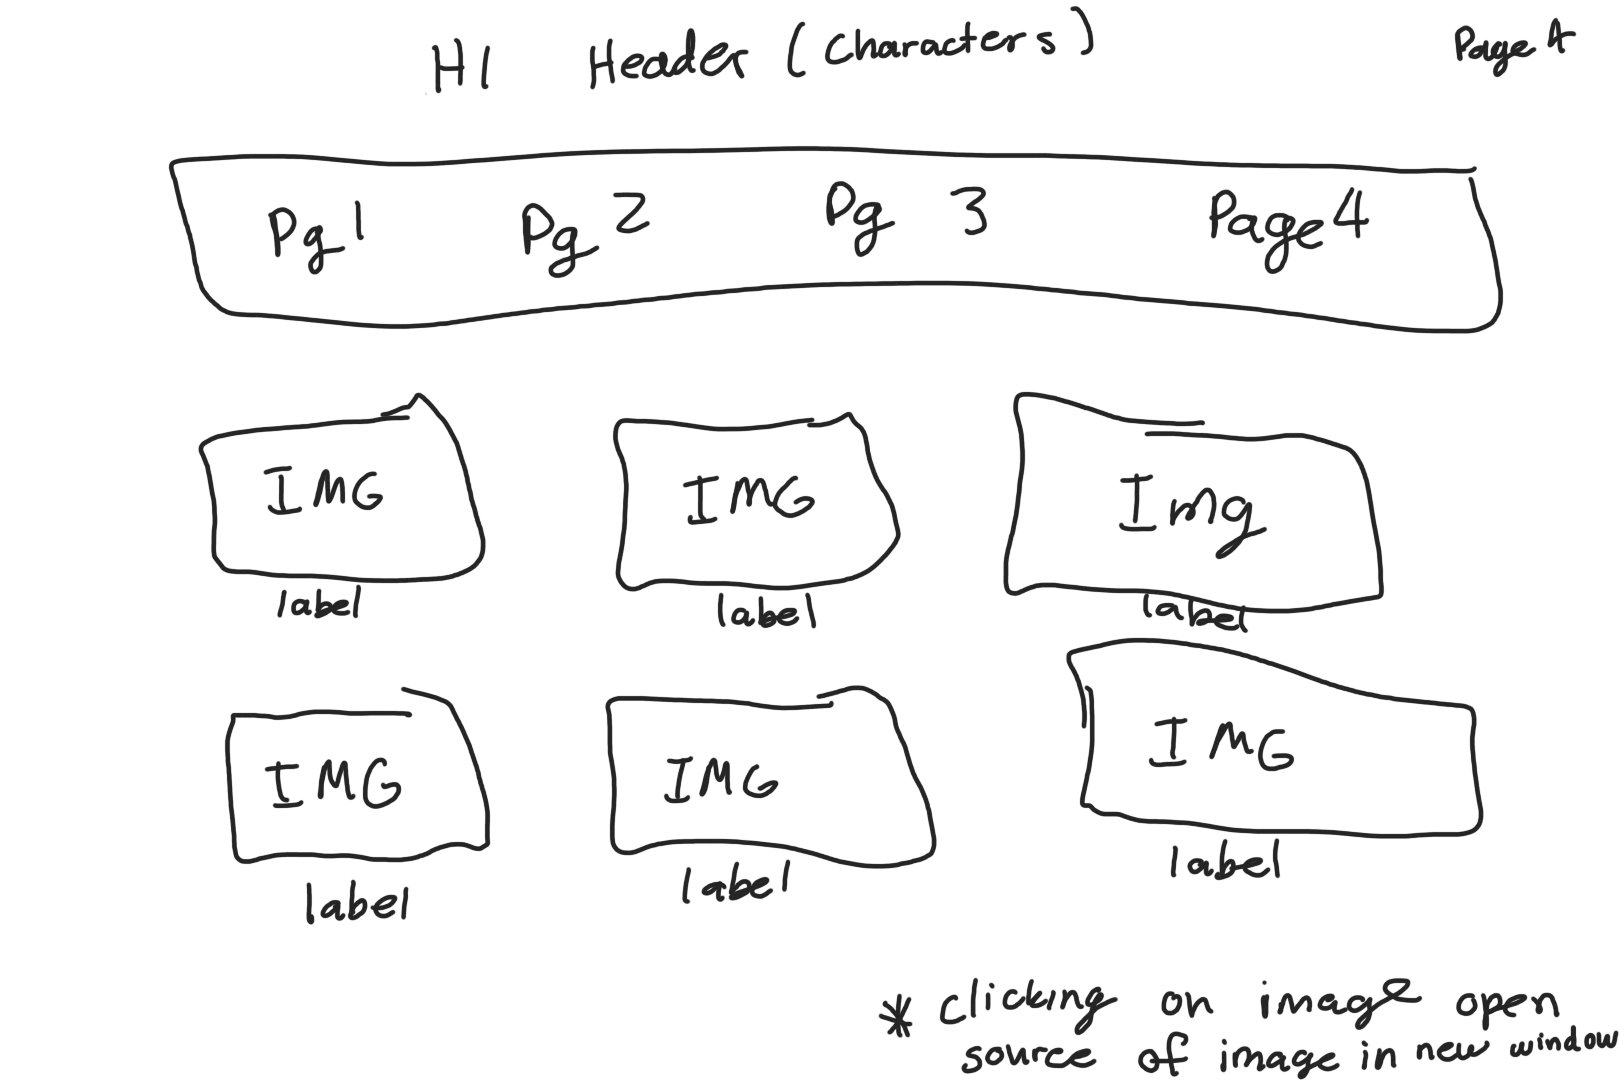 H1 Header (Characters)
Page 4
Pg 1 Pg 2 Pg 3 Page 4
IMG IMG Img
label label label
IMG IMG IMG
label label label
* clicking on image open
source of image in new window